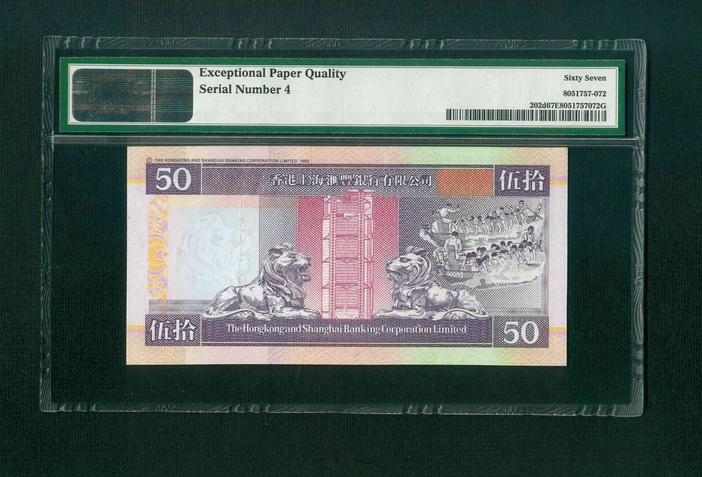 Exceptional Paper Quality
Serial Number 4
Sixty Seven
8051757-072
202d67E8051757072G
© THE HONGKONG AND SHANGHAI BANKING CORPORATION LIMITED 1993
50
香港上海滙豐銀行有限公司
伍拾
伍拾
The Hongkong and Shanghai Banking Corporation Limited
50